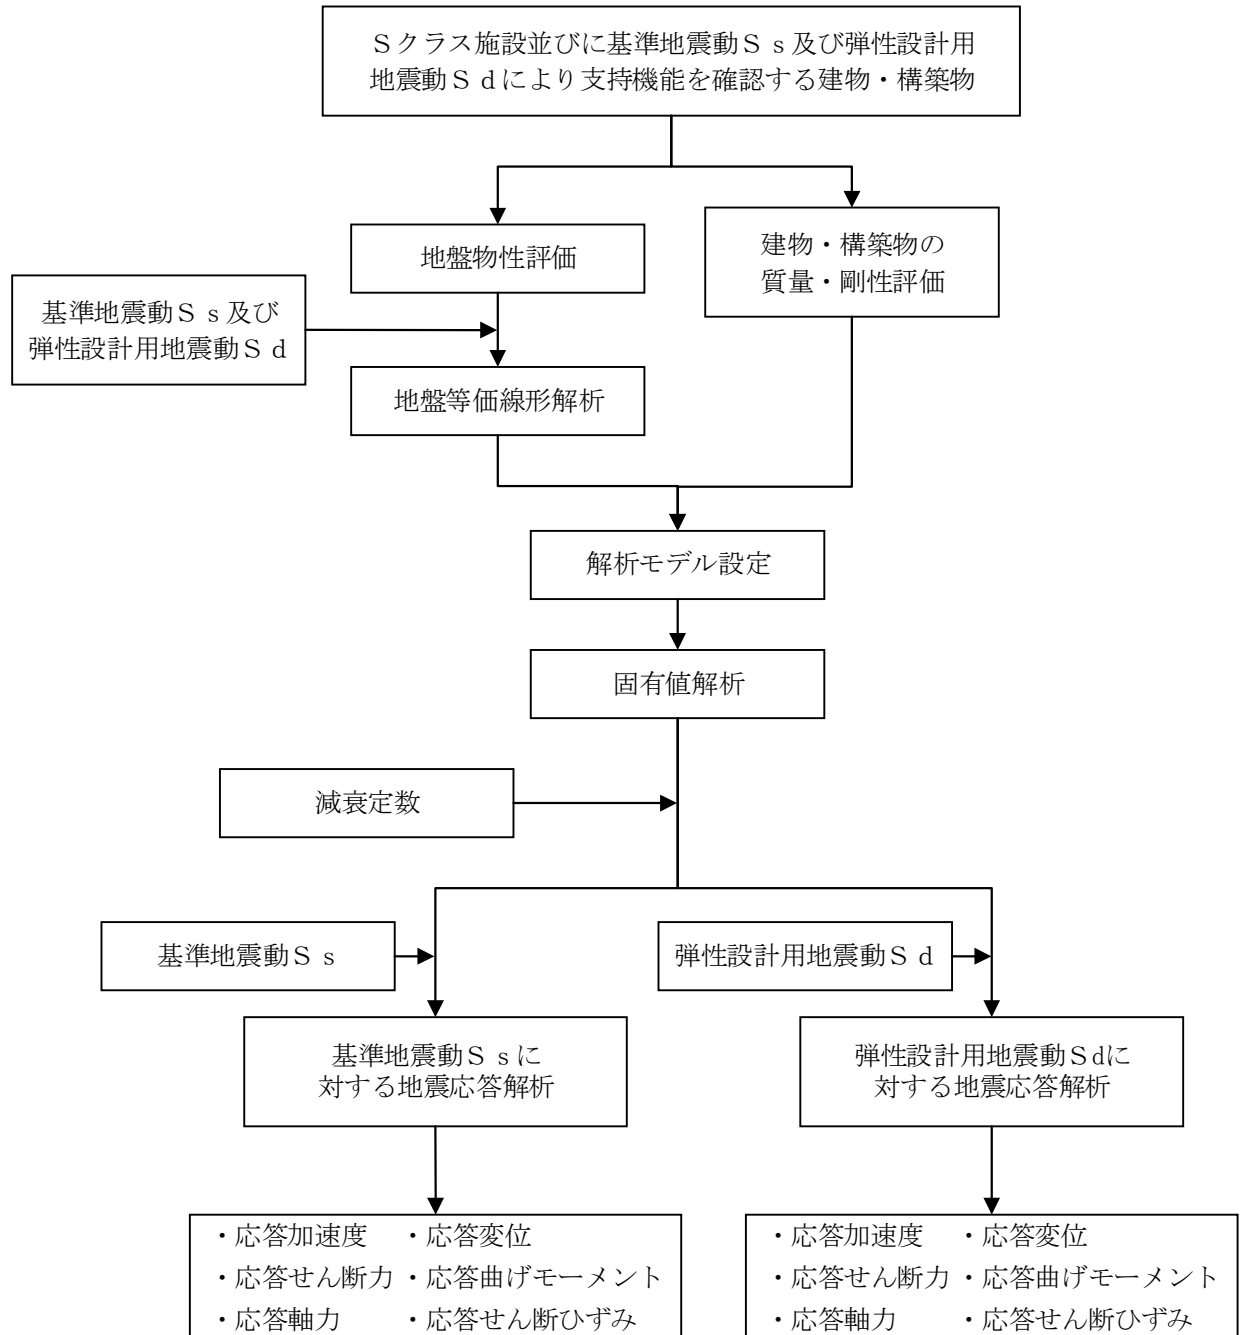 Ｓクラス施設並びに基準地震動Ｓｓ及び弾性設計用
地震動Ｓｄにより支持機能を確認する建物・構築物
地盤物性評価
建物・構築物の
質量・剛性評価
基準地震動Ｓｓ及び
弾性設計用地震動Ｓｄ
地盤等価線形解析
解析モデル設定
固有値解析
減衰定数
基準地震動Ｓｓ
弾性設計用地震動Ｓｄ
基準地震動Ｓｓに
対する地震応答解析
弾性設計用地震動Sdに
対する地震応答解析
・応答加速度　・応答変位
・応答せん断力 ・応答曲げモーメント
・応答軸力　・応答せん断ひずみ
・応答加速度　・応答変位
・応答せん断力 ・応答曲げモーメント
・応答軸力　・応答せん断ひずみ